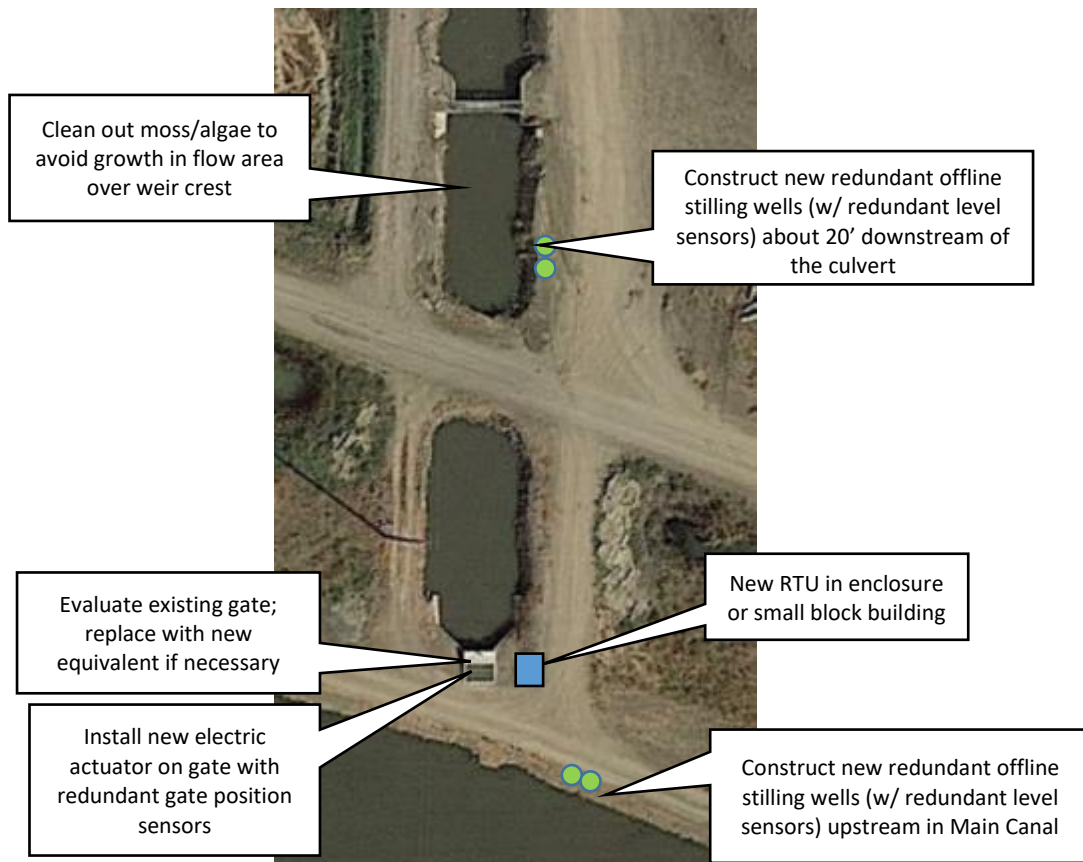 Clean out moss/algae to
avoid growth in flow area
over weir crest
Construct new redundant offline
stilling wells (w/ redundant level
sensors) about 20’ downstream of
the culvert
New RTU in enclosure
or small block building
Evaluate existing gate;
replace with new
equivalent if necessary
Install new electric
actuator on gate with
redundant gate position
sensors
Construct new redundant offline
stilling wells (w/ redundant level
sensors) upstream in Main Canal